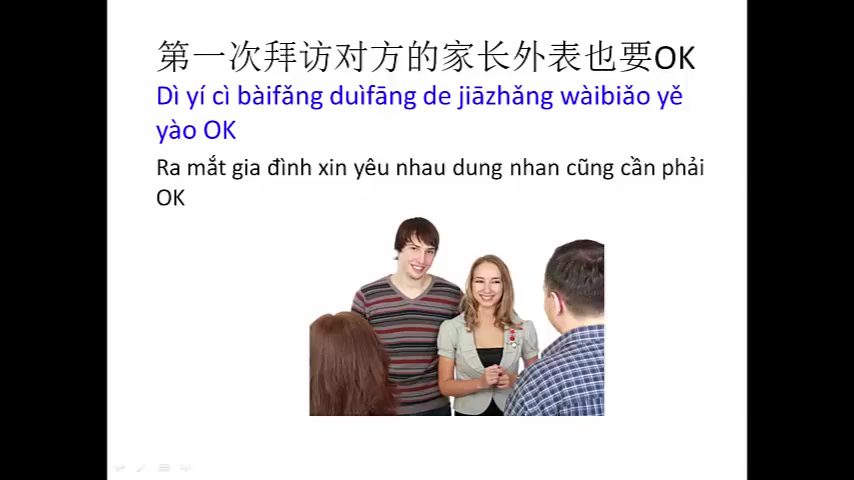 第一次拜访对方的家长外表也要OK
Dì yí cì bàifǎng duìfāng de jiāzhǎng wàibiǎo yě
yào OK
Ra mắt gia đình xin yêu nhau dung nhan cũng cần phải
OK